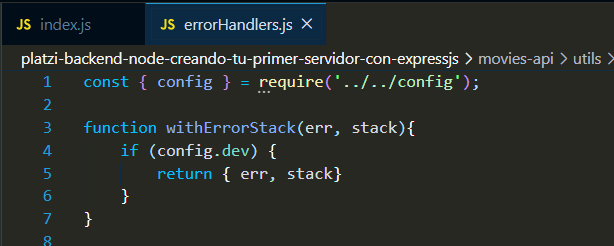 JS index.js JS errorHandlers.js ×
platzi-backend-node-creando-tu-primer-servidor-con-expressjs > movies-api > utils >
1 const { config } = require('../../config');
2
3 function withErrorStack(err, stack){
4 if (config.dev) {
5 return { err, stack}
6 }
7 }
8